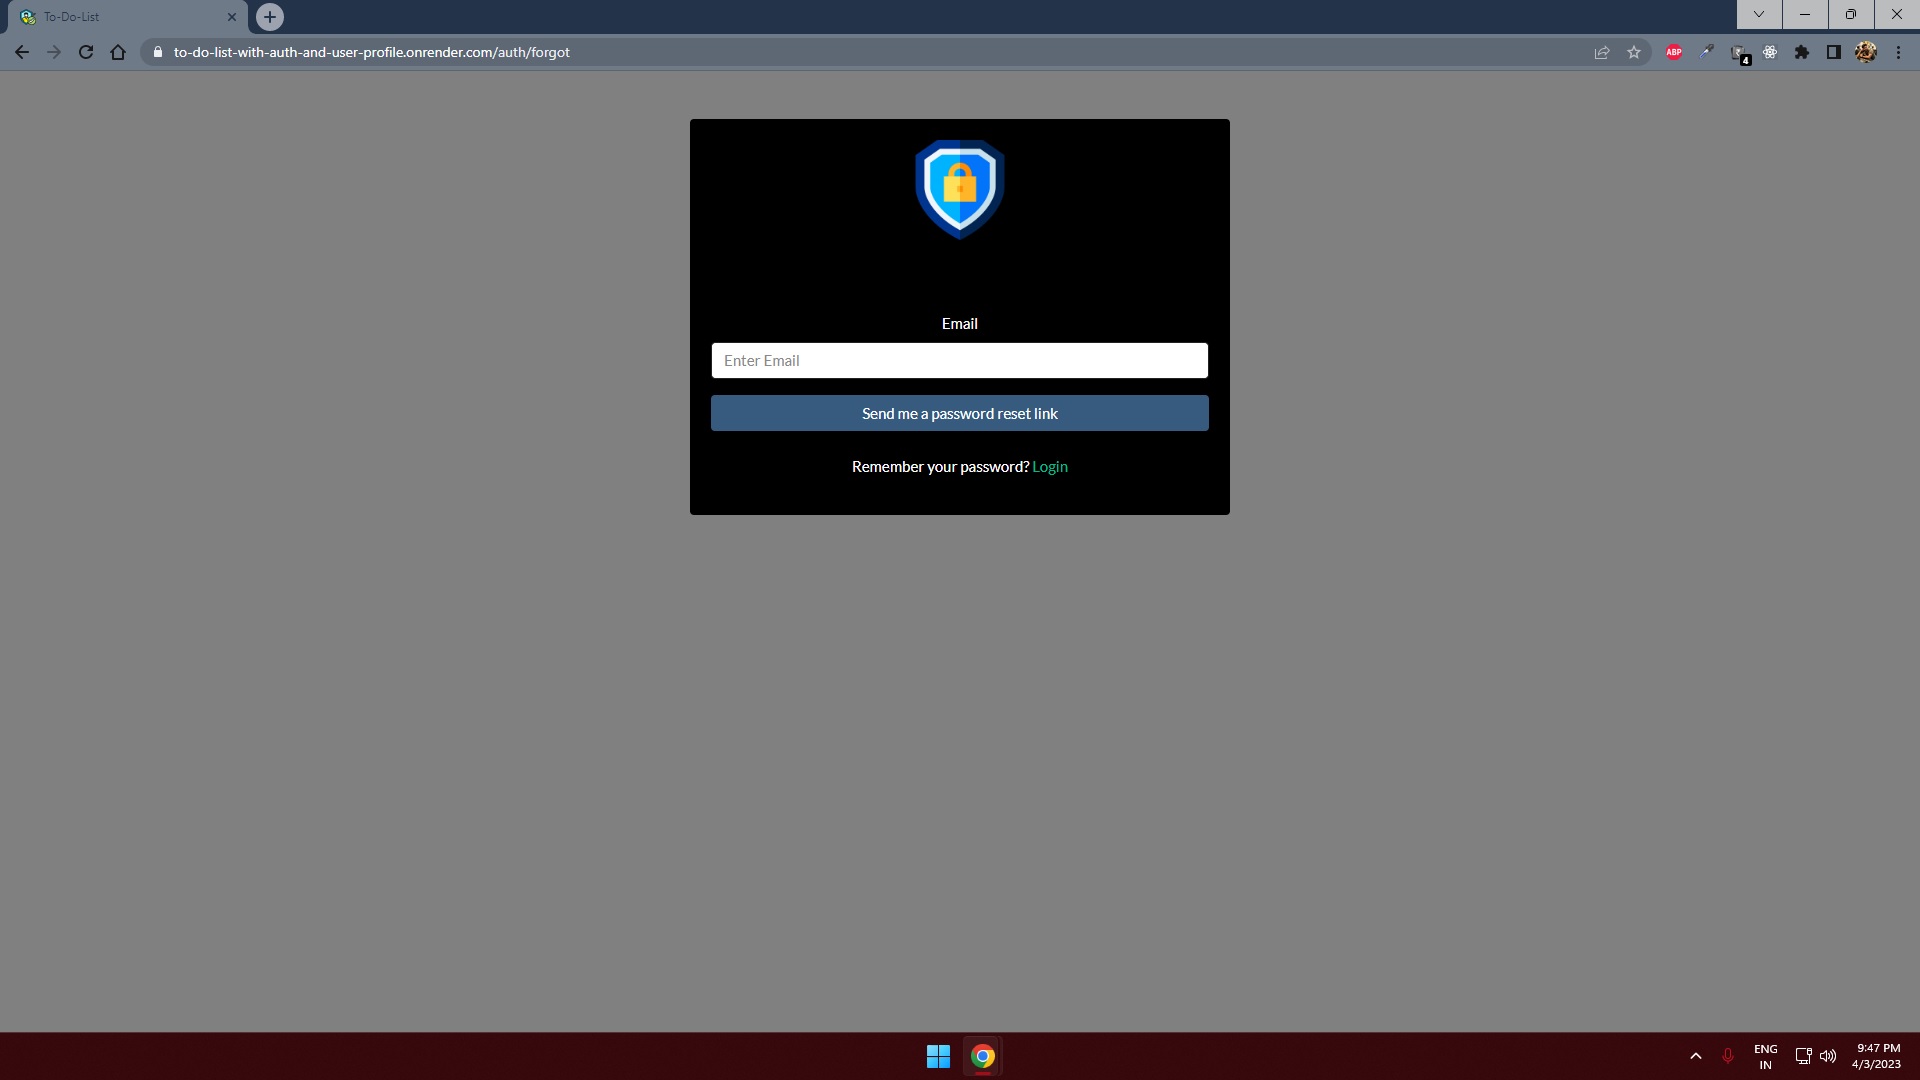 To-Do-List
to-do-list-with-auth-and-user-profile.onrender.com/auth/forgot
ABP
4
Email
Enter Email
Send me a password reset link
Remember your password? Login
ENG
IN
9:47 PM
4/3/2023